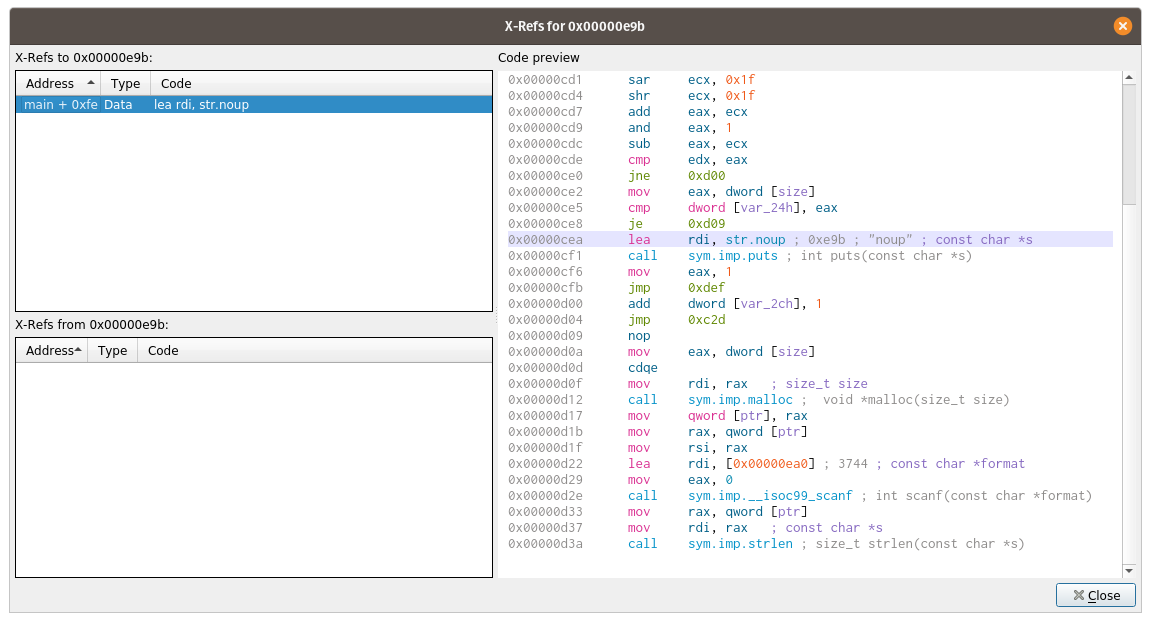 X-Refs for 0x00000e9b
X-Refs to 0x00000e9b:
Address Type Code
main + 0xfe Data lea rdi, str.noup
X-Refs from 0x00000e9b:
Address Type Code
Code preview
0x00000cd1 sar ecx, 0x1f
0x00000cd4 shr ecx, 0x1f
0x00000cd7 add eax, ecx
0x00000cd9 and eax, 1
0x00000cdc sub eax, ecx
0x00000cde cmp edx, eax
0x00000ce0 jne 0xd00
0x00000ce2 mov eax, dword [size]
0x00000ce5 cmp dword [var_24h], eax
0x00000ce8 je 0xd09
0x00000cea lea rdi, str.noup ; 0xe9b ; "noup" ; const char *s
0x00000cf1 call sym.imp.puts ; int puts(const char *s)
0x00000cf6 mov eax, 1
0x00000cfb jmp 0xdef
0x00000d00 add dword [var_2ch], 1
0x00000d04 jmp 0xc2d
0x00000d09 nop
0x00000d0a mov eax, dword [size]
0x00000d0d cdqe
0x00000d0f mov rdi, rax ; size_t size
0x00000d12 call sym.imp.malloc ; void *malloc(size_t size)
0x00000d17 mov qword [ptr], rax
0x00000d1b mov rax, qword [ptr]
0x00000d1f mov rsi, rax
0x00000d22 lea rdi, [0x00000ea0] ; 3744 ; const char *format
0x00000d29 mov eax, 0
0x00000d2e call sym.imp.__isoc99_scanf ; int scanf(const char *format)
0x00000d33 mov rax, qword [ptr]
0x00000d37 mov rdi, rax ; const char *s
0x00000d3a call sym.imp.strlen ; size_t strlen(const char *s)
Close